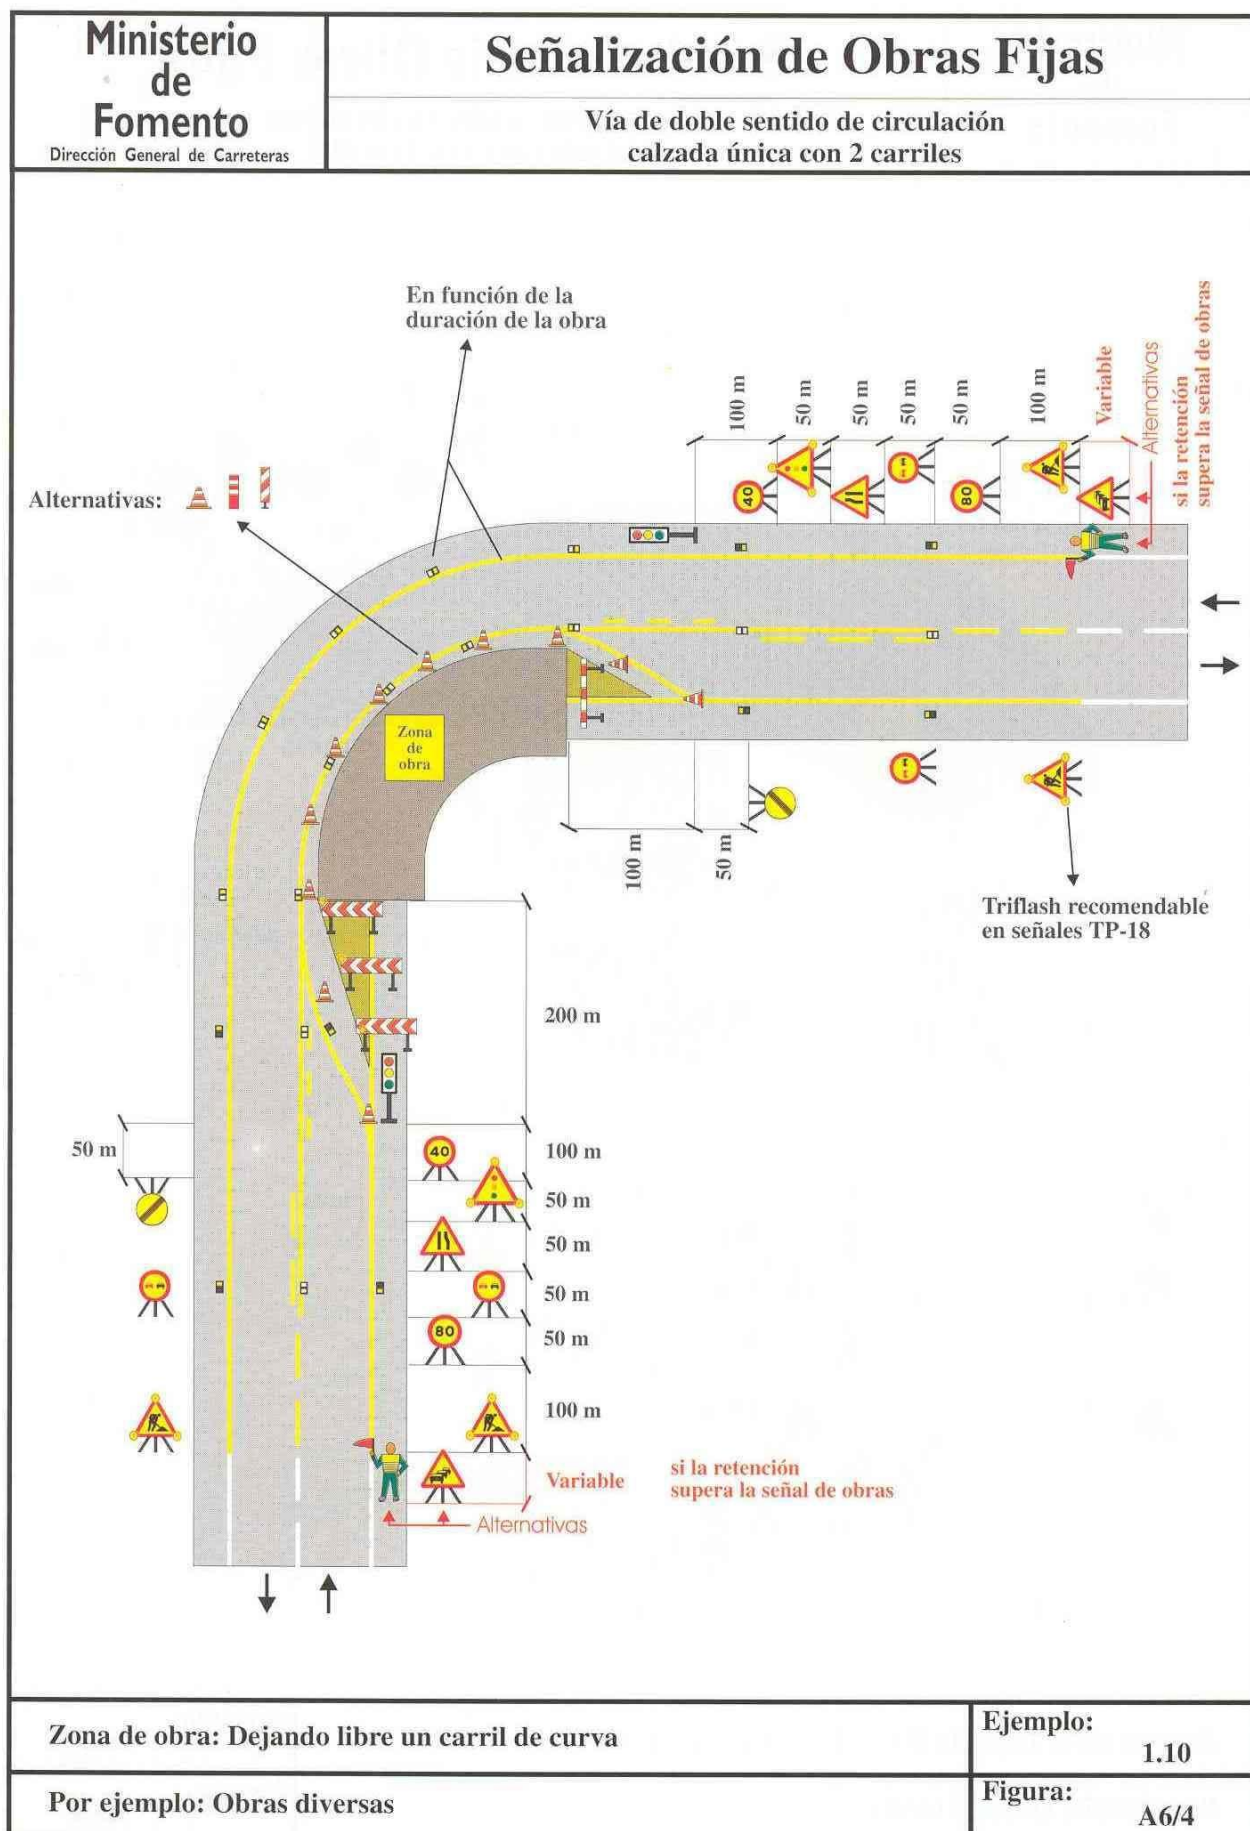 Ministerio
de
Fomento
Dirección General de Carreteras
Señalización de Obras Fijas
Vía de doble sentido de circulación
calzada única con 2 carriles
En función de la
duración de la obra
Alternativas:
100 m
50 m
50 m
50 m
50 m
100 m
Variable
Alternativas
si la retención
supera la señal de obras
40
80
Zona
de
obra
100 m
50 m
Triflash recomendable
en señales TP-18
200 m
50 m
40
100 m
50 m
50 m
50 m
80
50 m
100 m
Variable
si la retención
supera la señal de obras
Alternativas
Zona de obra: Dejando libre un carril de curva
Ejemplo:
1.10
Por ejemplo: Obras diversas
Figura:
A6/4